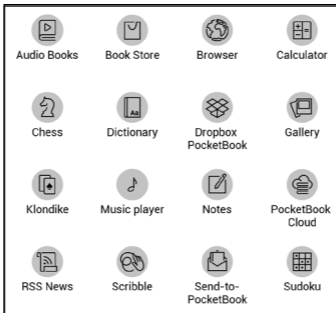 Audio Books
Book Store
Browser
Calculator
Chess
Dictionary
Dropbox
PocketBook
Gallery
Klondike
Music player
Notes
PocketBook
Cloud
RSS News
Scribble
Send-to-
PocketBook
Sudoku